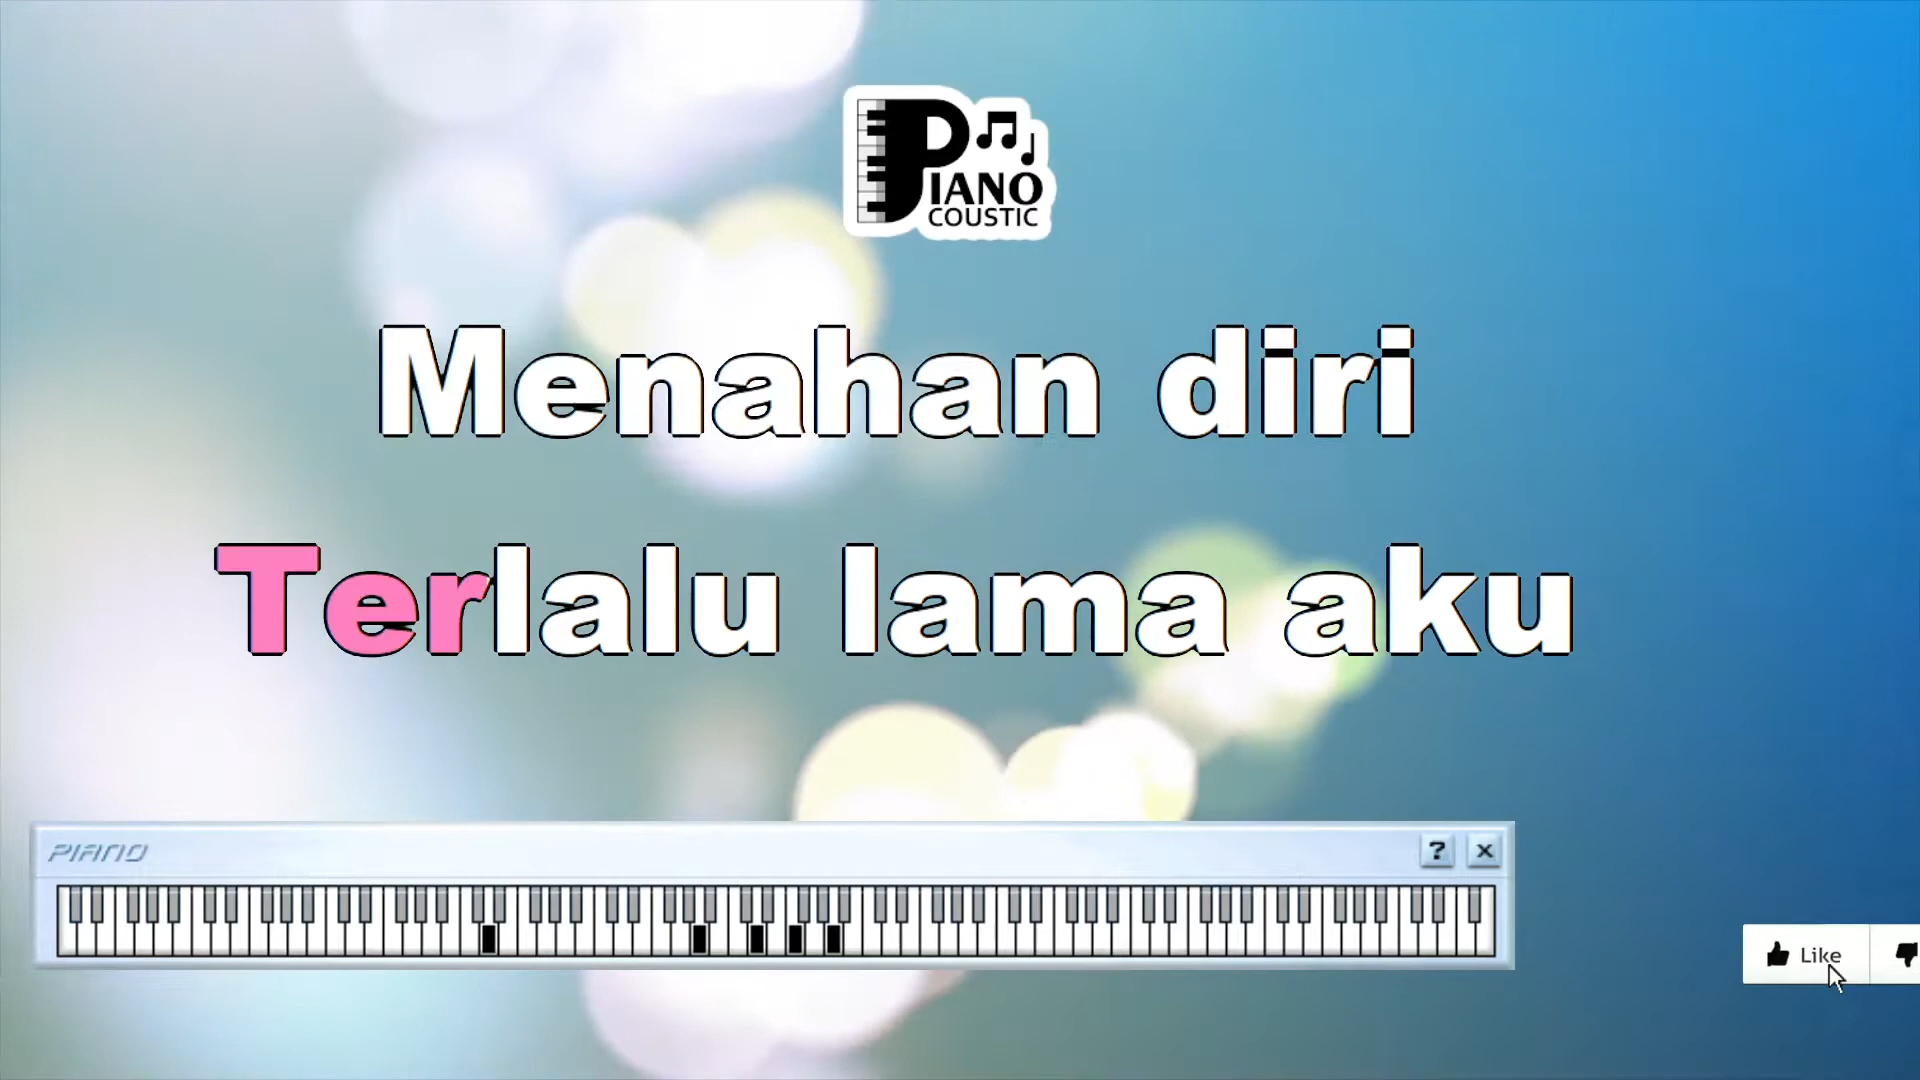 PIANO
COUSTIC
Menahan diri
Terlalu lama aku
PIANO
?
x
Like